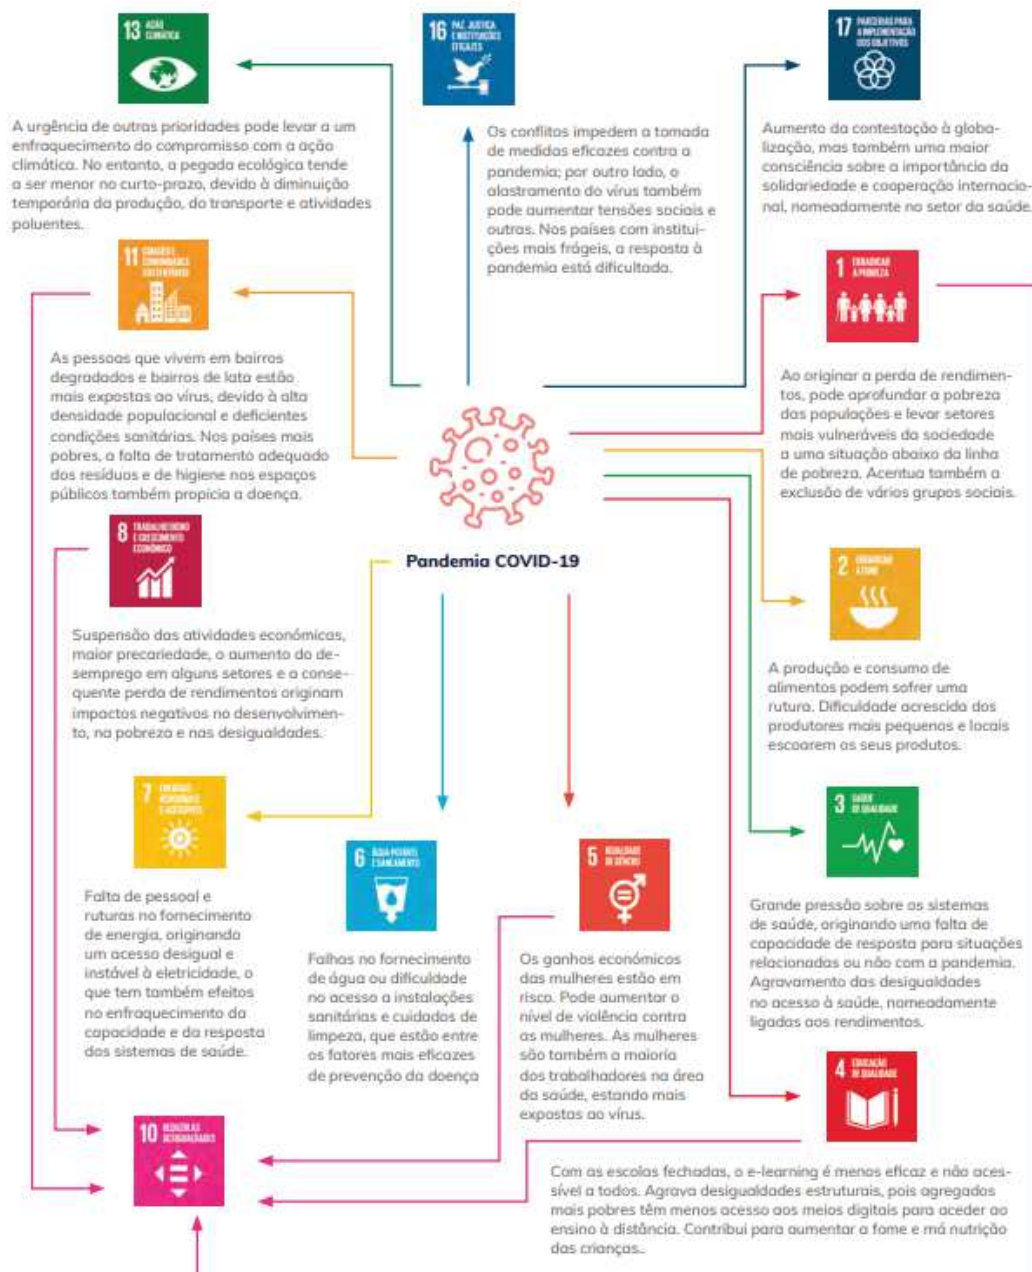 13 AÇÃO
CLIMÁTICA
A urgência de outras prioridades pode levar a um
enfraquecimento do compromisso com a ação
climática. No entanto, a pegada ecológica tende
a ser menor no curto-prazo, devido à diminuição
temporária da produção, do transporte e atividades
poluentes.
16 PAZ, JUSTIÇA
E INSTITUIÇÕES
EFICAZES
Os conflitos impedem a tomada
de medidas eficazes contra a
pandemia; por outro lado, o
alastramento do vírus também
pode aumentar tensões sociais e
outras. Nos países com institui-
ções mais frágeis, a resposta à
pandemia está dificultada.
17 PARCERIAS PARA
A IMPLEMENTAÇÃO
DOS OBJETIVOS
Aumento da contestação à globa-
lização, mas também uma maior
consciência sobre a importância da
solidariedade e cooperação internacio-
nal, nomeadamente no setor da saúde.
11 CIDADES E
COMUNIDADES
SUSTENTÁVEIS
As pessoas que vivem em bairros
degradados e bairros de lata estão
mais expostas ao vírus, devido à alta
densidade populacional e deficientes
condições sanitárias. Nos países mais
pobres, a falta de tratamento adequado
dos resíduos e de higiene nos espaços
públicos também propicia a doença.
1 ERRADICAR
A POBREZA
Ao originar a perda de rendimen-
tos, pode aprofundar a pobreza
das populações e levar setores
mais vulneráveis da sociedade
a uma situação abaixo da linha
de pobreza. Acentua também a
exclusão de vários grupos sociais.
Pandemia COVID-19
8 TRABALHO DIGNO
E CRESCIMENTO
ECONÓMICO
Suspensão das atividades económicas,
maior precariedade, o aumento do de-
semprego em alguns setores e a conse-
quente perda de rendimentos originam
impactos negativos no desenvolvimen-
to, na pobreza e nas desigualdades.
2 ERRADICAR
A FOME
A produção e consumo de
alimentos podem sofrer uma
rutura. Dificuldade acrescida dos
produtores mais pequenos e locais
escoarem os seus produtos.
7 ENERGIAS
RENOVÁVEIS
E ACESSÍVEIS
Falta de pessoal e
ruturas no fornecimento
de energia, originando
um acesso desigual e
instável à eletricidade, o
que tem também efeitos
no enfraquecimento da
capacidade e da resposta
dos sistemas de saúde.
6 ÁGUA POTÁVEL
E SANEAMENTO
Falhas no fornecimento
de água ou dificuldade
no acesso a instalações
sanitárias e cuidados de
limpeza, que estão entre
os fatores mais eficazes
de prevenção da doença
5 IGUALDADE
DE GÉNERO
Os ganhos económicos
das mulheres estão em
risco. Pode aumentar o
nível de violência contra
as mulheres. As mulheres
são também a maioria
dos trabalhadores na área
da saúde, estando mais
expostas ao vírus.
3 SAÚDE
DE QUALIDADE
Grande pressão sobre os sistemas
de saúde, originando uma falta de
capacidade de resposta para situações
relacionadas ou não com a pandemia.
Agravamento das desigualdades
no acesso à saúde, nomeadamente
ligadas aos rendimentos.
10 REDUZIR AS
DESIGUALDADES
4 EDUCAÇÃO
DE QUALIDADE
Com as escolas fechadas, o e-learning é menos eficaz e não aces-
sível a todos. Agrava desigualdades estruturais, pois agregados
mais pobres têm menos acesso aos meios digitais para aceder ao
ensino à distância. Contribui para aumentar a fome e má nutrição
das crianças..